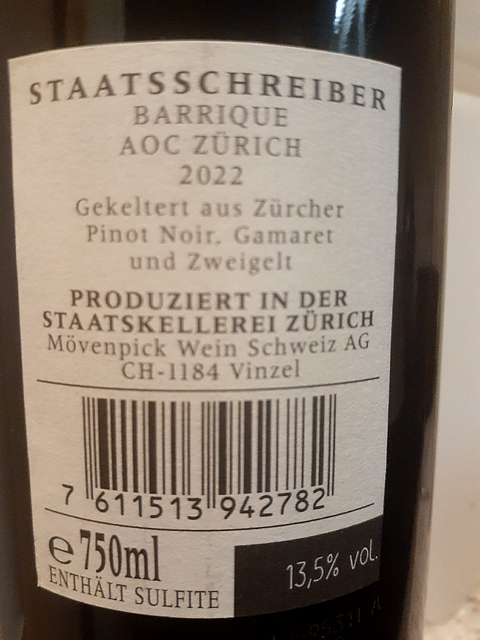 STAATSSCHREIBER
BARRIQUE
AOC ZÜRICH
2022
Gekeltert aus Zürcher
Pinot Noir, Gamaret
und Zweigelt
PRODUZIERT IN DER
STAATSKELLEREI ZÜRICH
Mövenpick Wein Schweiz AG
CH-1184 Vinzel
7 611513 942782
e 750ml
ENTHÄLT SULFITE
13,5% vol.